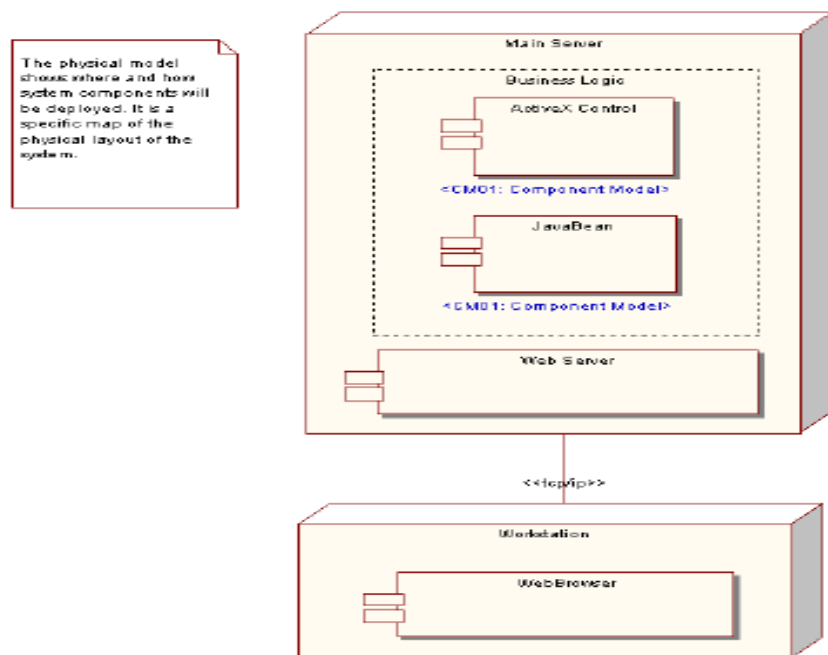 The physical model
shows where and how
system components will
be deployed. It is a
specific map of the
physical layout of the
system.
Main Server
Business Logic
ActiveX Control
<CM01: Component Model>
JavaBean
<CM01: Component Model>
Web Server
<<tcp/ip>>
Workstation
WebBrowser